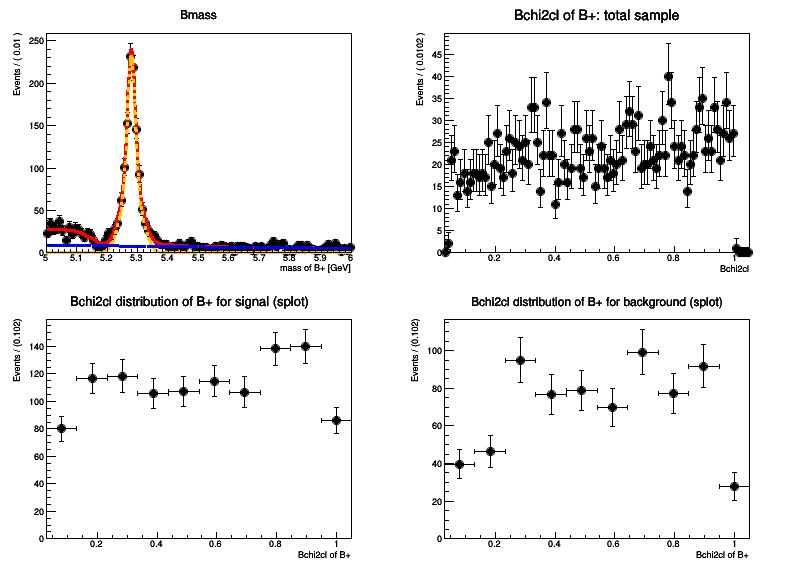 Bmass
Events / ( 0.01 )
250
200
150
100
50
0
5 5.1 5.2 5.3 5.4 5.5 5.6 5.7 5.8 5.9 6
mass of B+ [GeV]
Bchi2cl of B+: total sample
Events / ( 0.0102 )
45
40
35
30
25
20
15
10
5
0
0.2 0.4 0.6 0.8 1
Bchi2cl
Bchi2cl distribution of B+ for signal (splot)
Events / (0.102)
140
120
100
80
60
40
20
0
0.2 0.4 0.6 0.8 1
Bchi2cl of B+
Bchi2cl distribution of B+ for background (splot)
Events / (0.102)
100
80
60
40
20
0
0.2 0.4 0.6 0.8 1
Bchi2cl of B+